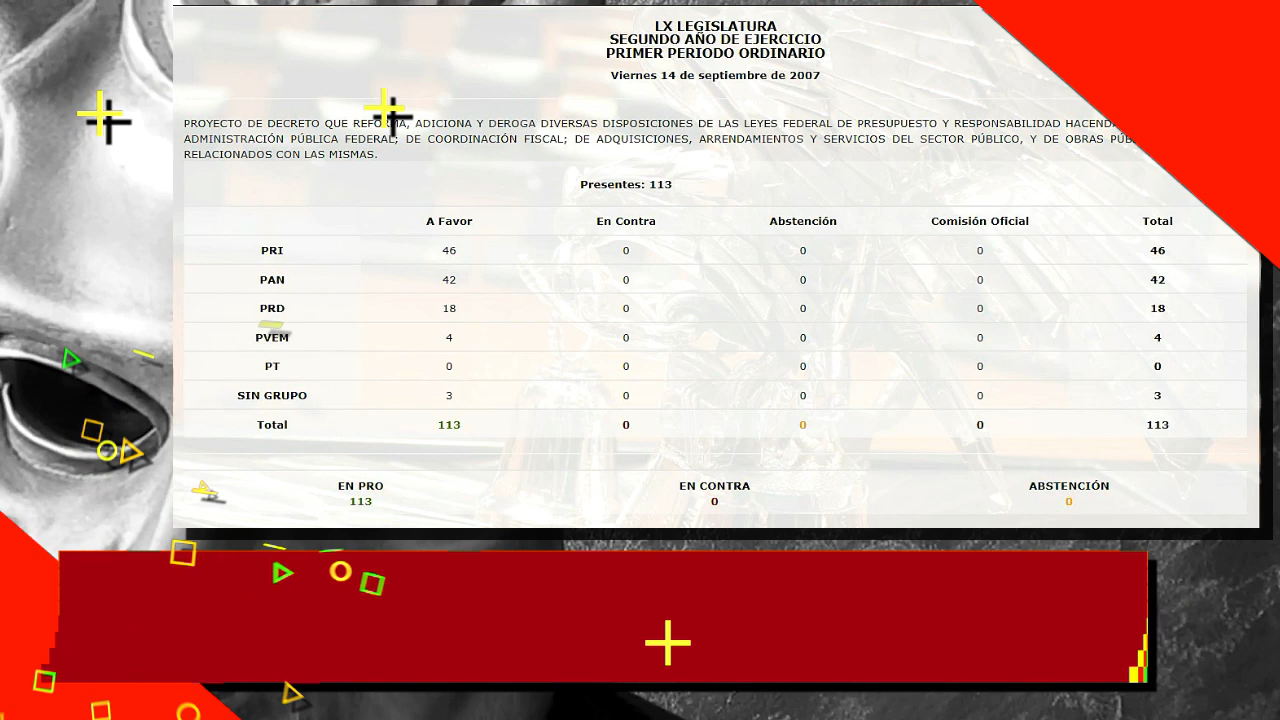 LX LEGISLATURA
SEGUNDO AÑO DE EJERCICIO
PRIMER PERIODO ORDINARIO
Viernes 14 de septiembre de 2007
PROYECTO DE DECRETO QUE REFORMA, ADICIONA Y DEROGA DIVERSAS DISPOSICIONES DE LAS LEYES FEDERAL DE PRESUPUESTO Y RESPONSABILIDAD
ADMINISTRACIÓN PÚBLICA FEDERAL; DE COORDINACIÓN FISCAL; DE ADQUISICIONES, ARRENDAMIENTOS Y SERVICIOS DEL SECTOR PÚBLICO, Y DE OBRAS
RELACIONADOS CON LAS MISMAS.
Presentes: 113
A Favor En Contra Abstención Comisión Oficial Total
PRI 46 0 0 0 46
PAN 42 0 0 0 42
PRD 18 0 0 0 18
PVEM 4 0 0 0 4
PT 0 0 0 0 0
SIN GRUPO 3 0 0 0 3
Total 113 0 0 0 113
EN PRO EN CONTRA ABSTENCIÓN
113 0 0